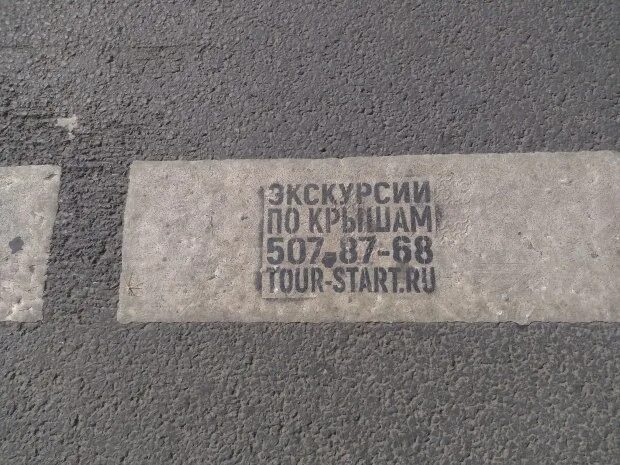 ЭКСКУРСИИ
ПО КРЫШАМ
507-87-68
TOUR-START.RU